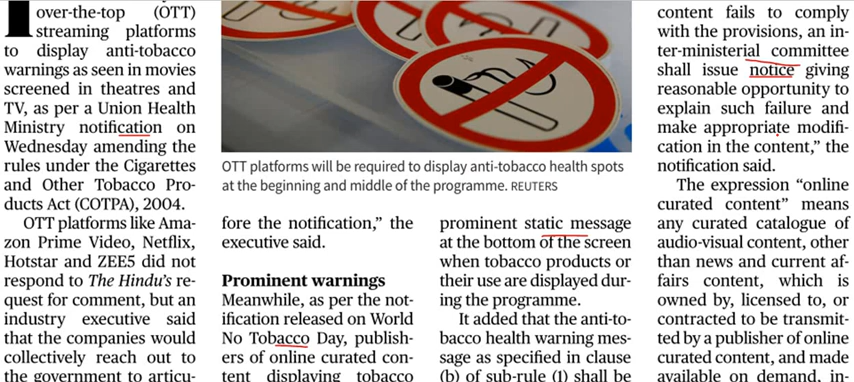 over-the-top (OTT)
streaming platforms
to display anti-tobacco
warnings as seen in movies
screened in theatres and
TV, as per a Union Health
Ministry notification on
Wednesday amending the
rules under the Cigarettes
and Other Tobacco Pro-
ducts Act (COTPA), 2004.
OTT platforms like Ama-
zon Prime Video, Netflix,
Hotstar and ZEE5 did not
respond to The Hindu's re-
quest for comment, but an
industry executive said
that the companies would
collectively reach out to
the government to articu-
OTT platforms will be required to display anti-tobacco health spots
at the beginning and middle of the programme. REUTERS
fore the notification," the
executive said.
Prominent warnings
Meanwhile, as per the not-
ification released on World
No Tobacco Day, publish-
ers of online curated con-
tent displaying tobacco
prominent static message
at the bottom of the screen
when tobacco products or
their use are displayed dur-
ing the programme.
It added that the anti-to-
bacco health warning mes-
sage as specified in clause
(b) of sub-rule (1) shall be
content fails to comply
with the provisions, an in-
ter-ministerial committee
shall issue notice giving
reasonable opportunity to
explain such failure and
make appropriate modifi-
cation in the content," the
notification said.
The expression "online
curated content" means
any curated catalogue of
audio-visual content, other
than news and current af-
fairs content, which is
owned by, licensed to, or
contracted to be transmit-
ted by a publisher of online
curated content, and made
available on demand, in-